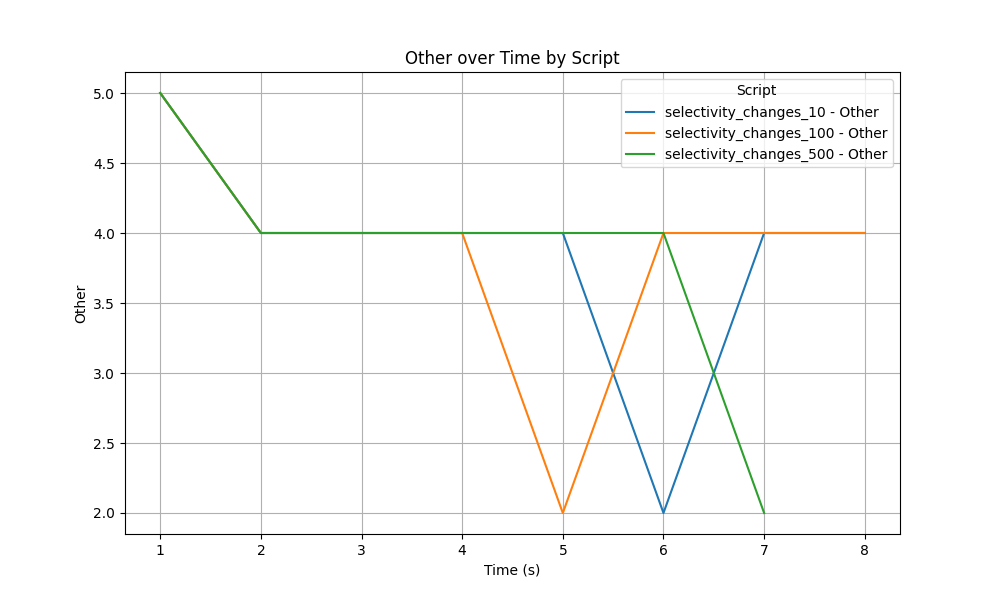 Other over Time by Script
Script
selectivity_changes_10 - Other
selectivity_changes_100 - Other
selectivity_changes_500 - Other
Other
5.0
4.5
4.0
3.5
3.0
2.5
2.0
1 2 3 4 5 6 7 8
Time (s)